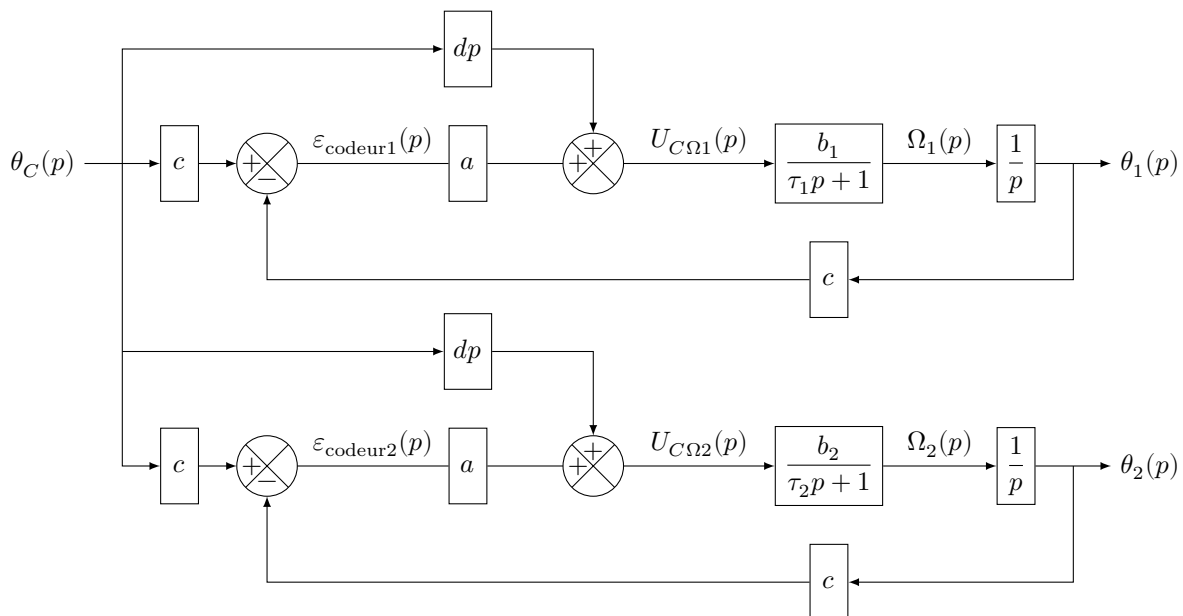 dp
θ_C(p) c + − ε_codeur1(p) a + + U_CΩ1(p) b_1/(τ_1p + 1) Ω_1(p) 1/p θ_1(p)
c
dp
c + − ε_codeur2(p) a + + U_CΩ2(p) b_2/(τ_2p + 1) Ω_2(p) 1/p θ_2(p)
c